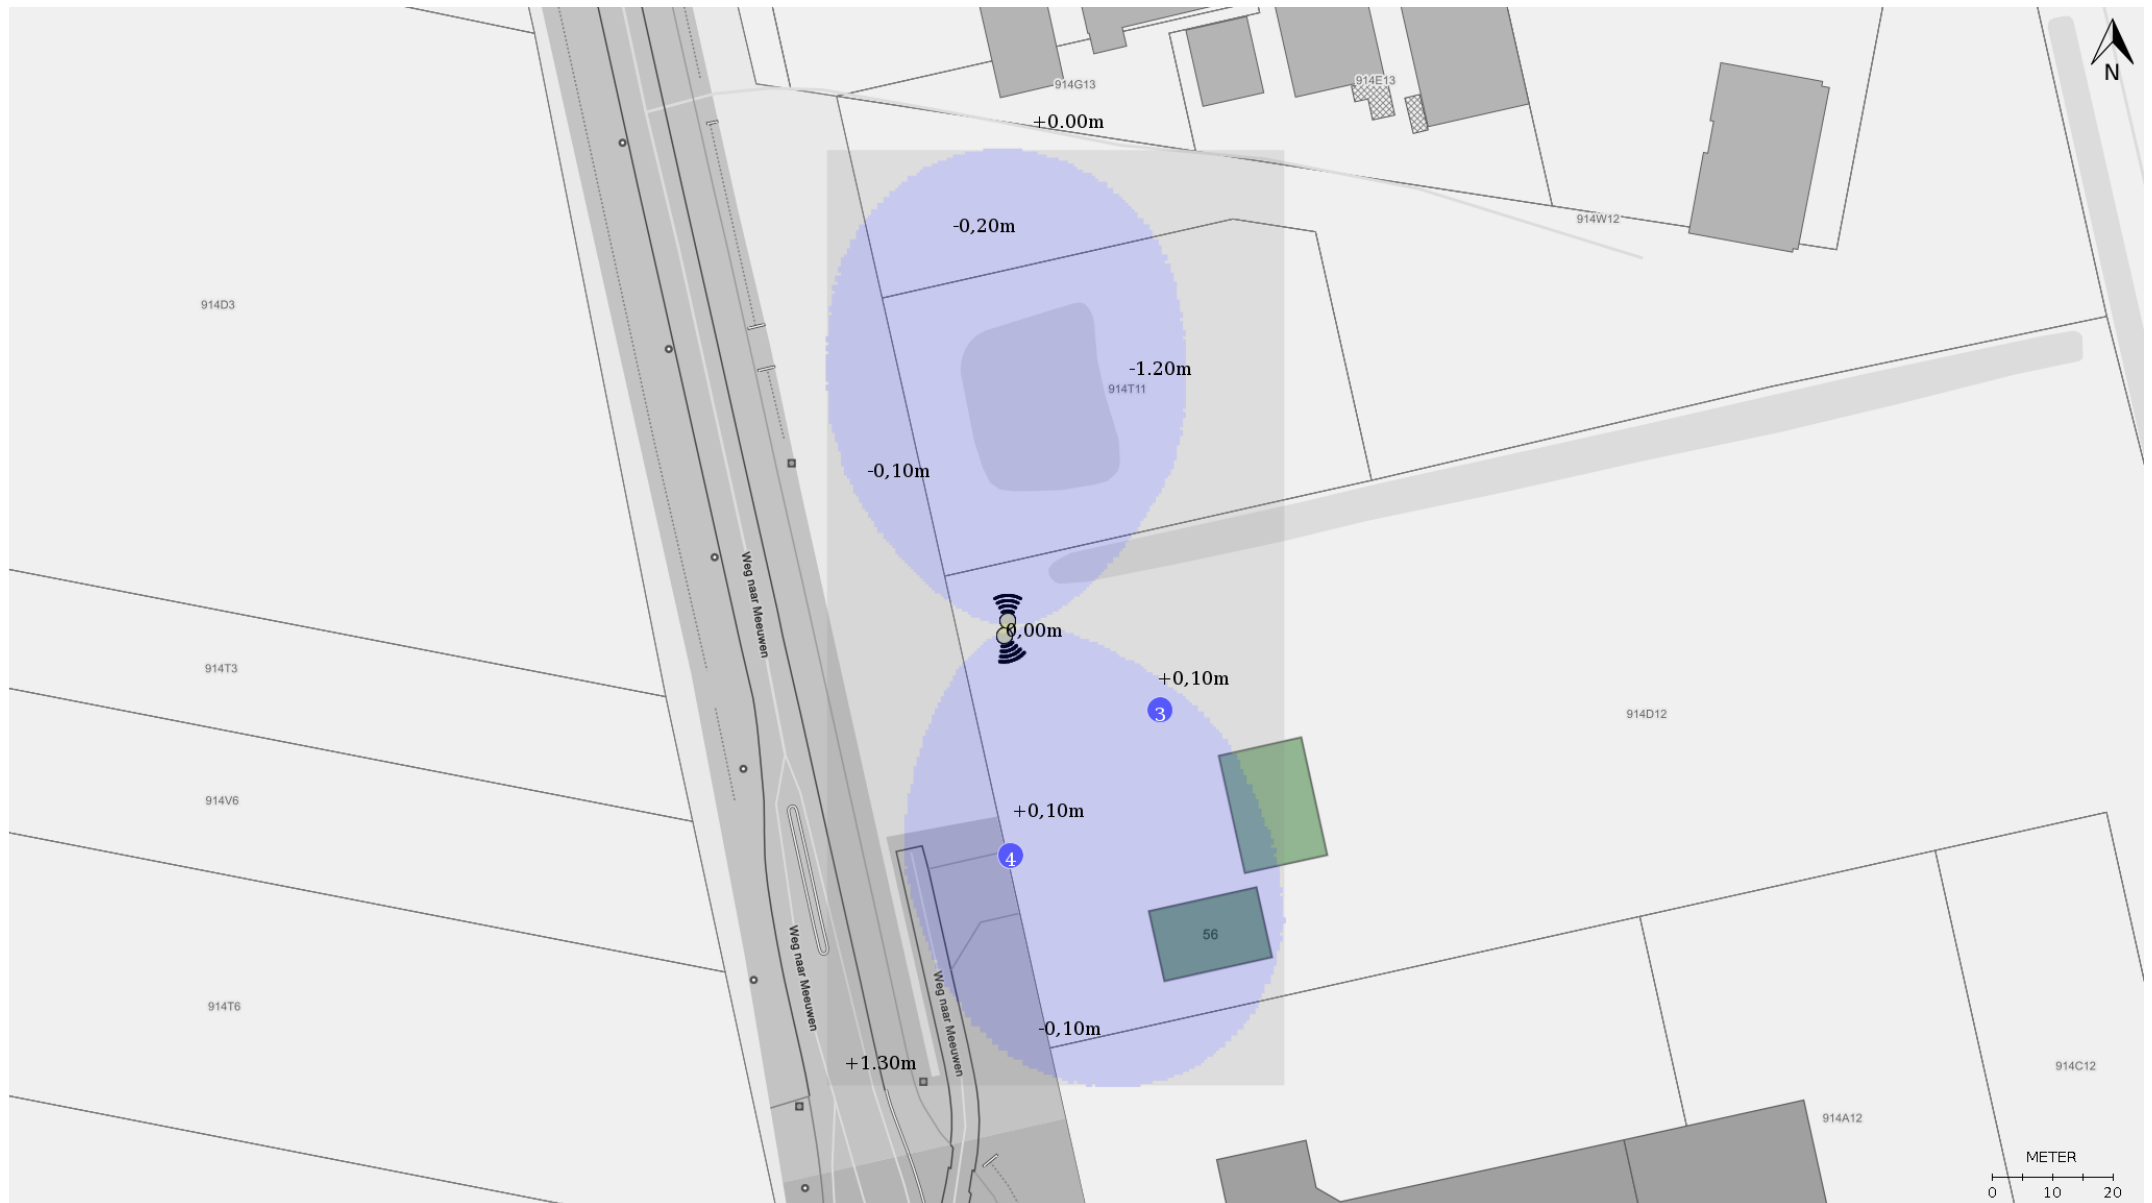 N
914G13
914E13
+0.00m
914W12
-0,20m
914D3
-1.20m
914T11
-0,10m
Weg naar Meeuwen
0,00m
914T3
+0,10m
3
914D12
914V6
+0,10m
4
56
Weg naar Meeuwen
Weg naar Meeuwen
914T6
-0,10m
+1.30m
914C12
914A12
METER
0 10 20